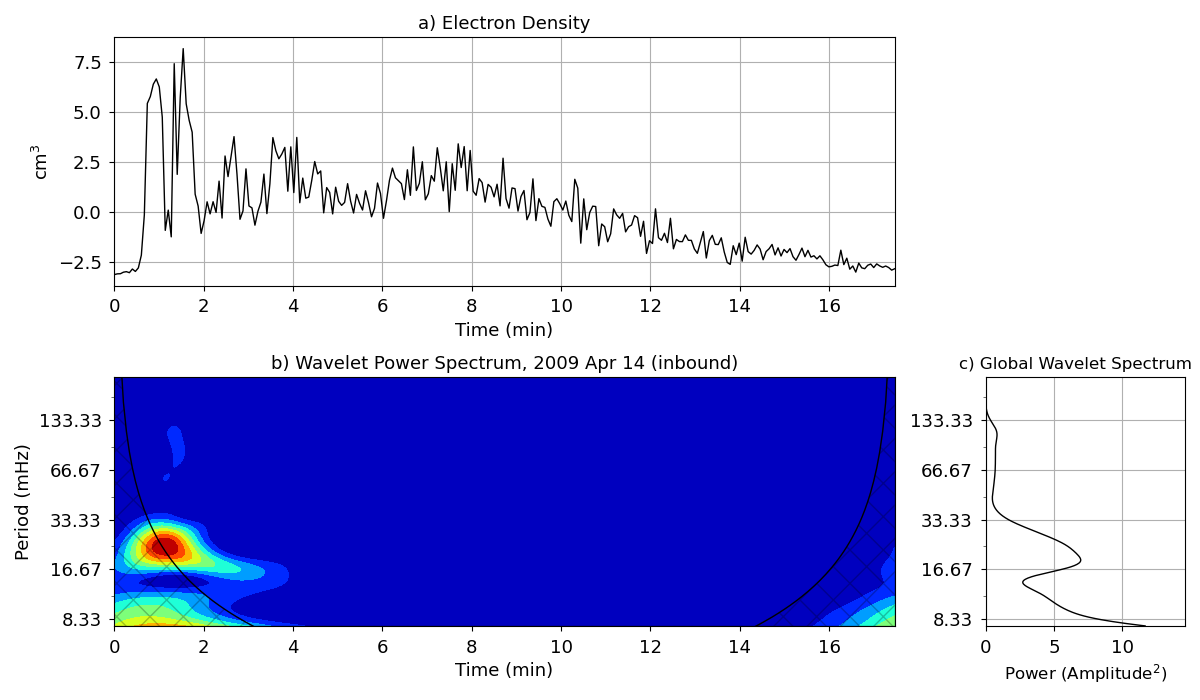 a) Electron Density
7.5
5.0
2.5
0.0
−2.5
cm³
0 2 4 6 8 10 12 14 16
Time (min)
b) Wavelet Power Spectrum, 2009 Apr 14 (inbound)
133.33
66.67
33.33
16.67
8.33
Period (mHz)
0 2 4 6 8 10 12 14 16
Time (min)
c) Global Wavelet Spectrum
133.33
66.67
33.33
16.67
8.33
0 5 10
Power (Amplitude²)